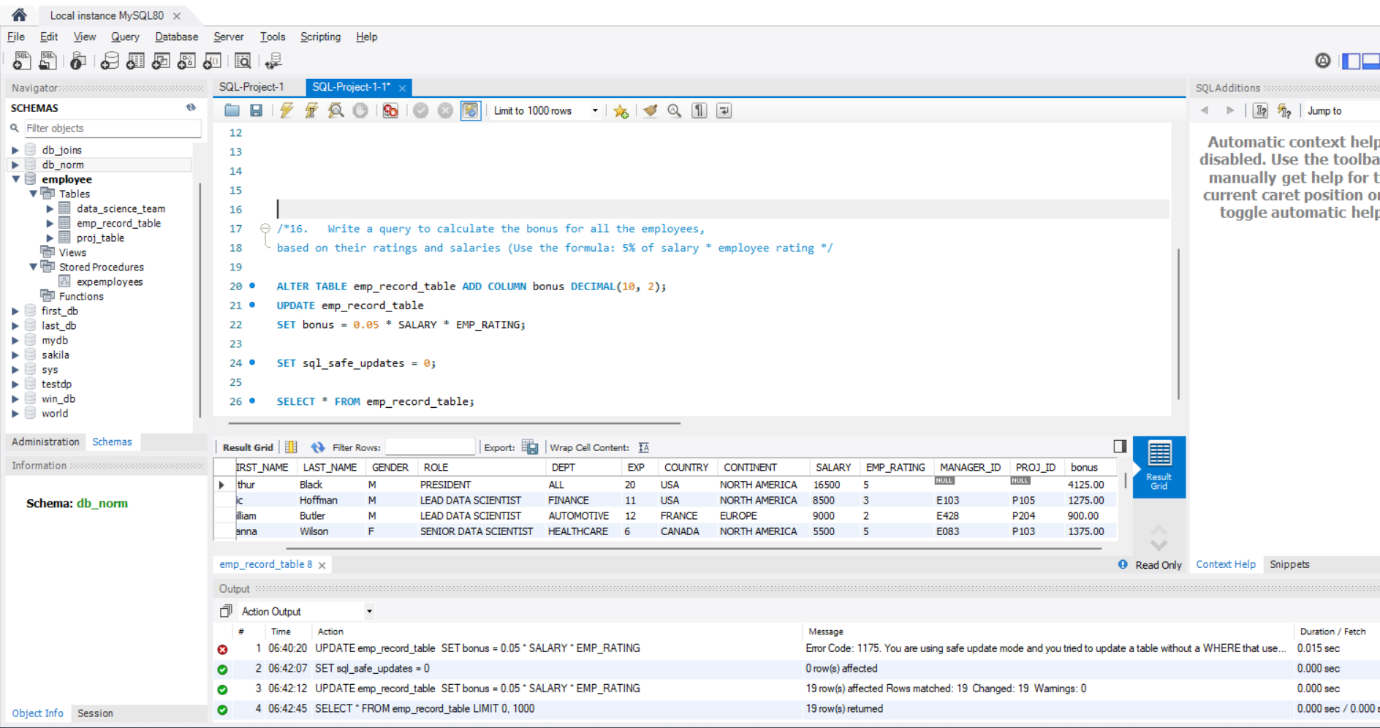 Local instance MySQL80
File Edit View Query Database Server Tools Scripting Help
Navigator
SCHEMAS
Filter objects
db_joins
db_norm
employee
Tables
data_science_team
emp_record_table
proj_table
Views
Stored Procedures
expemployees
Functions
first_db
last_db
mydb
sakila
sys
testdp
win_db
world
Administration Schemas
Information
Schema: db_norm
Object Info Session
SQL-Project-1 SQL-Project-1-1*
Limit to 1000 rows
12
13
14
15
16
17 /*16. Write a query to calculate the bonus for all the employees,
18 based on their ratings and salaries (Use the formula: 5% of salary * employee rating */
19
20 ALTER TABLE emp_record_table ADD COLUMN bonus DECIMAL(10, 2);
21 UPDATE emp_record_table
22 SET bonus = 0.05 * SALARY * EMP_RATING;
23
24 SET sql_safe_updates = 0;
25
26 SELECT * FROM emp_record_table;
Result Grid Filter Rows: Export: Wrap Cell Content:
IRST_NAME LAST_NAME GENDER ROLE DEPT EXP COUNTRY CONTINENT SALARY EMP_RATING MANAGER_ID PROJ_ID bonus
thur Black M PRESIDENT ALL 20 USA NORTH AMERICA 16500 5 NULL NULL 4125.00
ic Hoffman M LEAD DATA SCIENTIST FINANCE 11 USA NORTH AMERICA 8500 3 E103 P105 1275.00
illiam Butler M LEAD DATA SCIENTIST AUTOMOTIVE 12 FRANCE EUROPE 9000 2 E428 P204 900.00
anna Wilson F SENIOR DATA SCIENTIST HEALTHCARE 6 CANADA NORTH AMERICA 5500 5 E083 P103 1375.00
Result
Grid
emp_record_table 8 Read Only
Output
Action Output
# Time Action Message Duration / Fetch
1 06:40:20 UPDATE emp_record_table SET bonus = 0.05 * SALARY * EMP_RATING Error Code: 1175. You are using safe update mode and you tried to update a table without a WHERE that use... 0.015 sec
2 06:42:07 SET sql_safe_updates = 0 0 row(s) affected 0.000 sec
3 06:42:12 UPDATE emp_record_table SET bonus = 0.05 * SALARY * EMP_RATING 19 row(s) affected Rows matched: 19 Changed: 19 Warnings: 0 0.000 sec
4 06:42:45 SELECT * FROM emp_record_table LIMIT 0, 1000 19 row(s) returned 0.000 sec / 0.000 s
SQLAdditions
Jump to
Automatic context help
disabled. Use the toolba
manually get help for t
current caret position o
toggle automatic help
Context Help Snippets